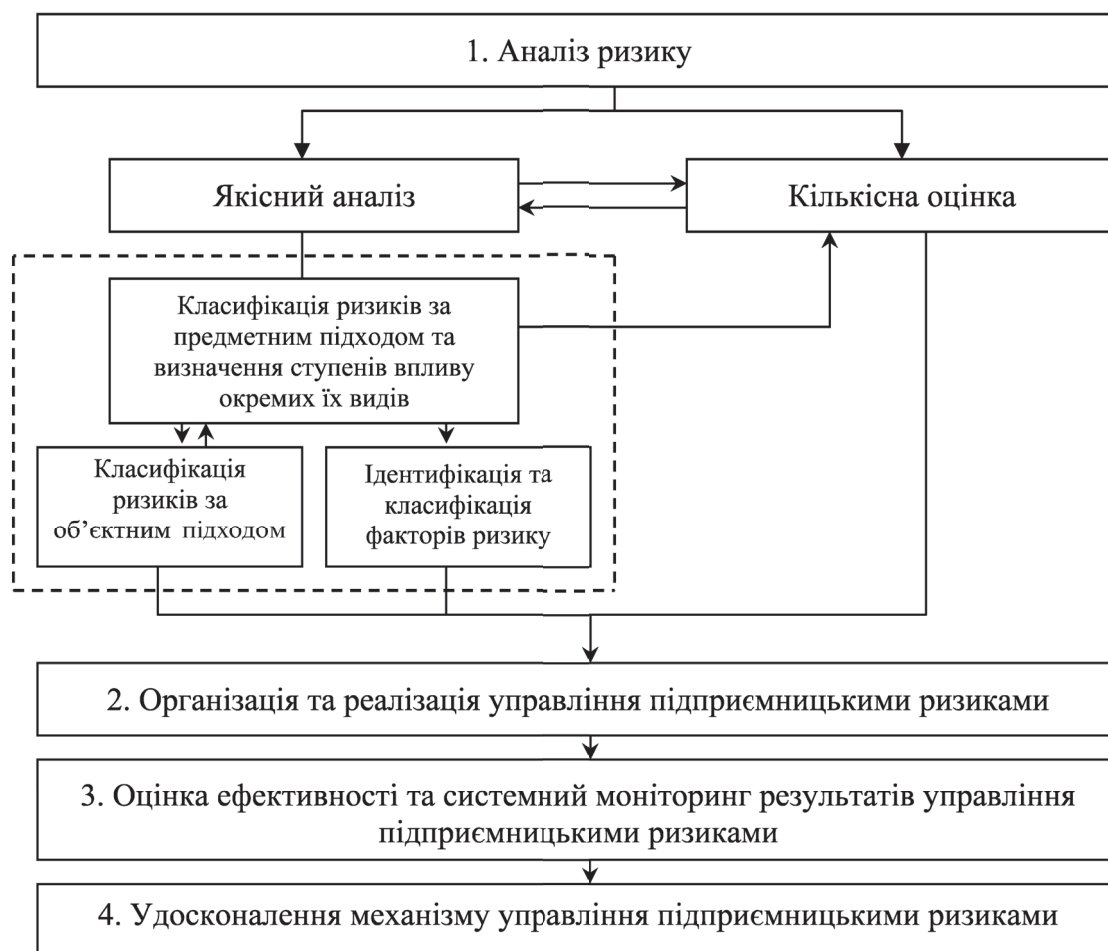 1. Аналіз ризику
Якісний аналіз
Кількісна оцінка
Класифікація ризиків за
предметним підходом та
визначення ступенів впливу
окремих їх видів
Класифікація
ризиків за
об’єктним підходом
Ідентифікація та
класифікація
факторів ризику
2. Організація та реалізація управління підприємницькими ризиками
3. Оцінка ефективності та системний моніторинг результатів управління
підприємницькими ризиками
4. Удосконалення механізму управління підприємницькими ризиками